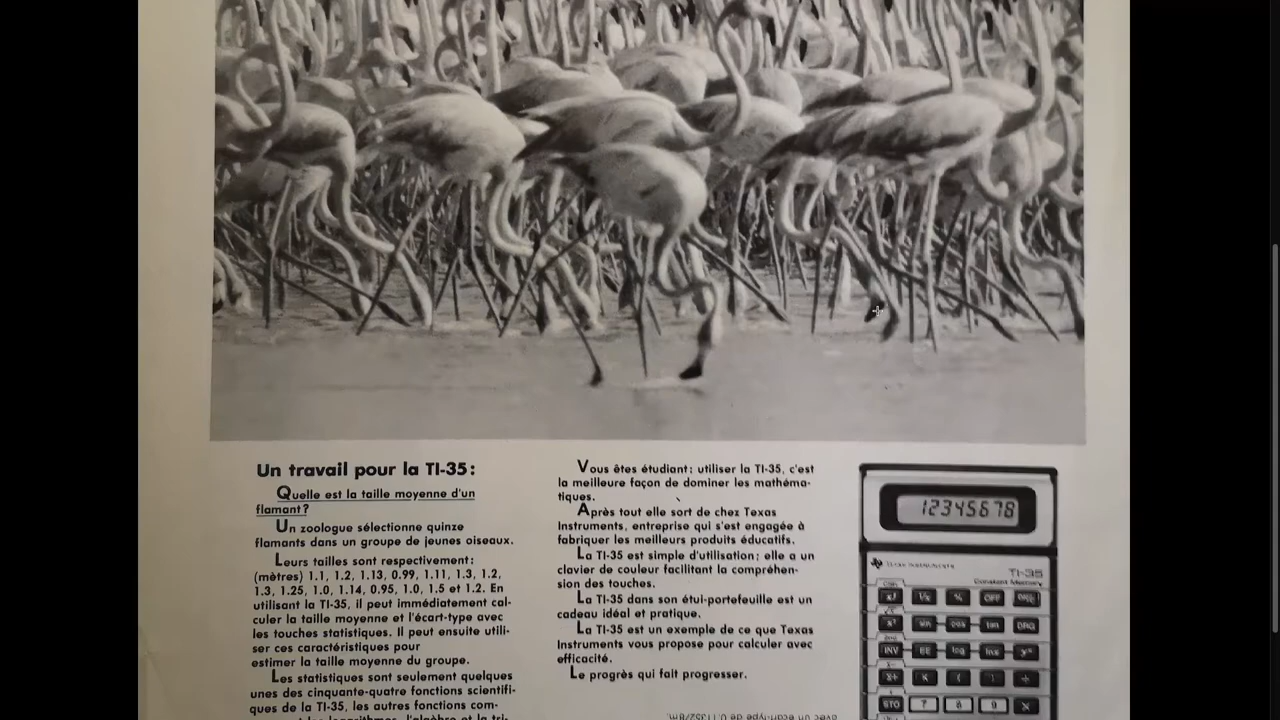 Un travail pour la TI-35:
Quelle est la taille moyenne d'un
flamant?
Un zoologue sélectionne quinze
flamants dans un groupe de jeunes oiseaux.
Leurs tailles sont respectivement:
(mètres) 1.1, 1.2, 1.13, 0.99, 1.11, 1.3, 1.2,
1.3, 1.25, 1.0, 1.14, 0.95, 1.0, 1.5 et 1.2. En
utilisant la TI-35, il peut immédiatement cal-
culer la taille moyenne et l'écart-type avec
les touches statistiques. Il peut ensuite utili-
ser ces caractéristiques pour
estimer la taille moyenne du groupe.
Les statistiques sont seulement quelques
unes des cinquante-quatre fonctions scientifi-
ques de la TI-35, les autres fonctions com-
Vous êtes étudiant; utiliser la TI-35, c'est
la meilleure façon de dominer les mathéma-
tiques.
Après tout elle sort de chez Texas
Instruments, entreprise qui s'est engagée à
fabriquer les meilleurs produits éducatifs.
La TI-35 est simple d'utilisation; elle a un
clavier de couleur facilitant la compréhen-
sion des touches.
La TI-35 dans son étui-portefeuille est un
cadeau idéal et pratique.
La TI-35 est un exemple de ce que Texas
Instruments vous propose pour calculer avec
efficacité.
Le progrès qui fait progresser.
12345678
TEXAS INSTRUMENTS
TI-35
Constant Memory
1/x % OFF
x² sin cos tan DRG
INV EE log lnx yˣ
Σ+ K ( ) ÷
STO 7 8 9 X